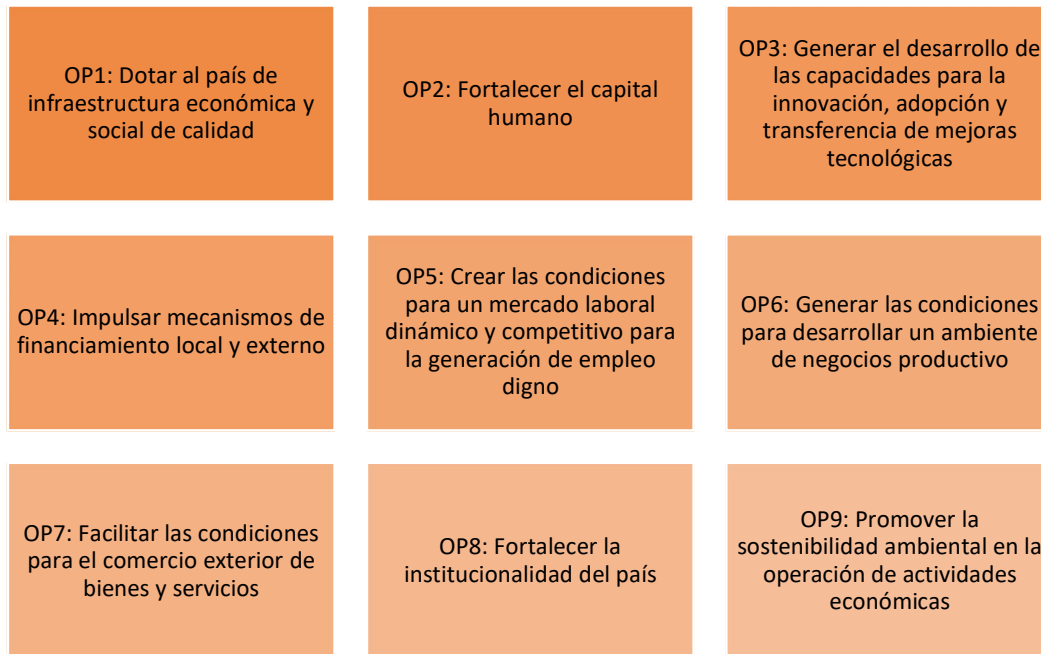 OP1: Dotar al país de
infraestructura económica y
social de calidad
OP2: Fortalecer el capital
humano
OP3: Generar el desarrollo de
las capacidades para la
innovación, adopción y
transferencia de mejoras
tecnológicas
OP4: Impulsar mecanismos de
financiamiento local y externo
OP5: Crear las condiciones
para un mercado laboral
dinámico y competitivo para
la generación de empleo
digno
OP6: Generar las condiciones
para desarrollar un ambiente
de negocios productivo
OP7: Facilitar las condiciones
para el comercio exterior de
bienes y servicios
OP8: Fortalecer la
institucionalidad del país
OP9: Promover la
sostenibilidad ambiental en la
operación de actividades
económicas